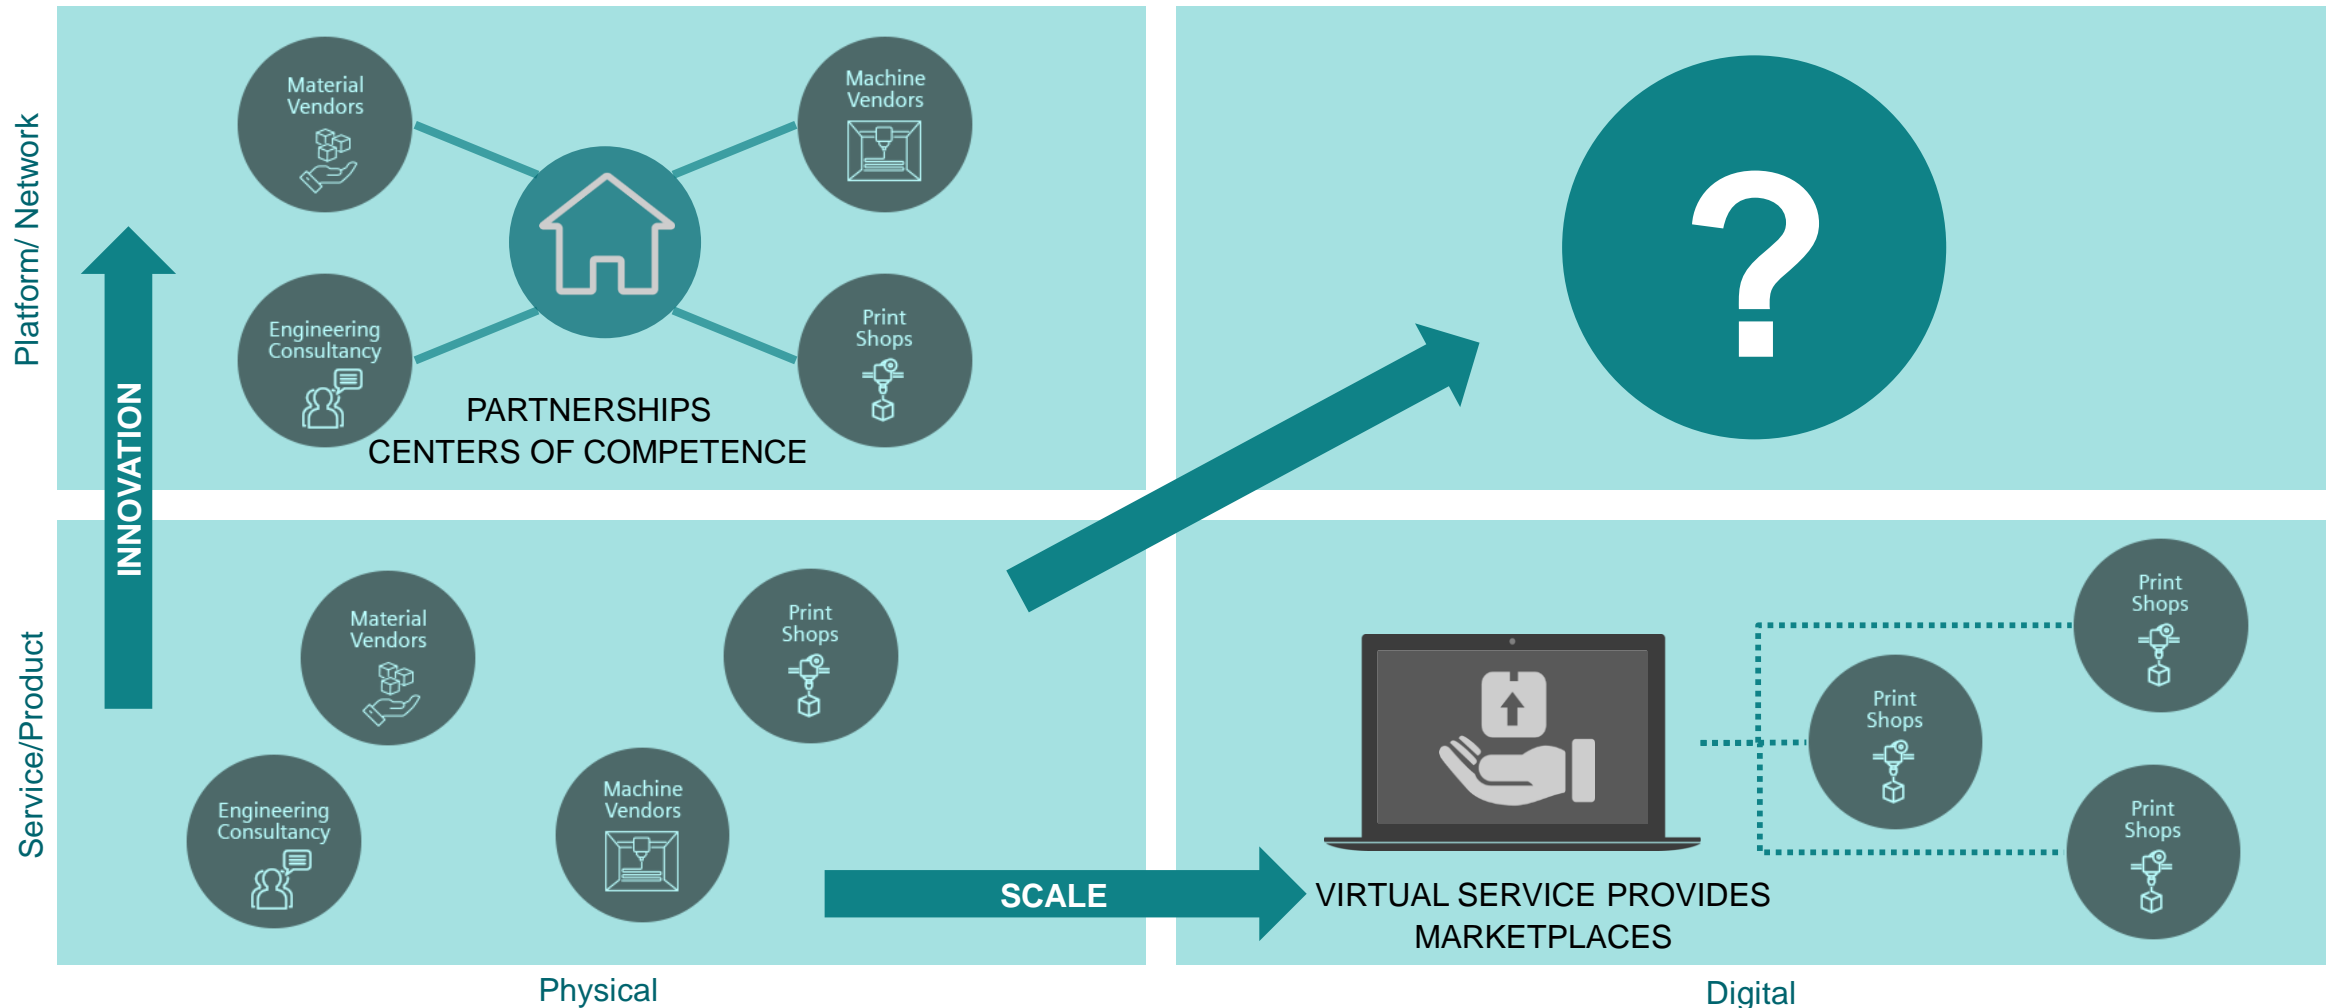 Platform/ Network
INNOVATION
Material
Vendors
Machine
Vendors
Engineering
Consultancy
Print
Shops
PARTNERSHIPS
CENTERS OF COMPETENCE
?
Service/Product
Material
Vendors
Print
Shops
Engineering
Consultancy
Machine
Vendors
SCALE
Print
Shops
Print
Shops
Print
Shops
VIRTUAL SERVICE PROVIDES
MARKETPLACES
Physical
Digital